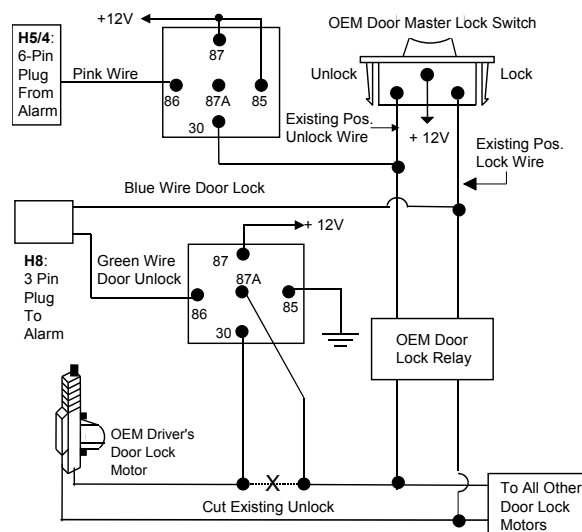 +12V
OEM Door Master Lock Switch
H5/4:
6-Pin
Plug
From
Alarm
Pink Wire
87
86
87A
85
30
Unlock
Lock
Existing Pos.
Unlock Wire
+ 12V
Existing Pos.
Lock Wire
Blue Wire Door Lock
H8:
3 Pin
Plug
To
Alarm
Green Wire
Door Unlock
+ 12V
87
87A
86
85
30
OEM Door
Lock Relay
OEM Driver's
Door Lock
Motor
X
Cut Existing Unlock
To All Other
Door Lock
Motors